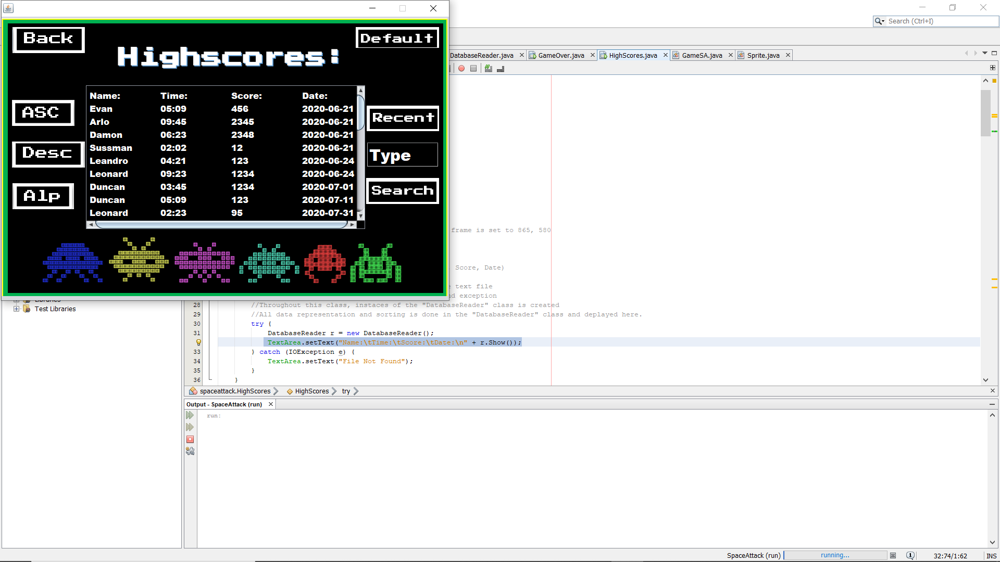 Back
Default
Highscores:
ASC
Desc
Alp
Name: Time: Score: Date:
Evan 05:09 456 2020-06-21
Arlo 09:45 2345 2020-06-21
Damon 06:23 2348 2020-06-21
Sussman 02:02 12 2020-06-21
Leandro 04:21 123 2020-06-24
Leonard 09:23 1234 2020-06-24
Duncan 03:45 1234 2020-07-01
Duncan 05:09 123 2020-07-11
Leonard 02:23 95 2020-07-31
Recent
Type
Search
Search (Ctrl+I)
DatabaseReader.java GameOver.java HighScores.java GameSA.java Sprite.java
frame is set to 865, 580
Score, Date)
text file
exception
28 //Throughout this class, instaces of the "DatabaseReader" class is created
29 //All data representation and sorting is done in the "DatabaseReader" class and deplayed here.
30 try {
31 DatabaseReader r = new DatabaseReader();
TextArea.setText("Name:\tTime:\tScore:\tDate:\n" + r.Show());
33 } catch (IOException e) {
34 TextArea.setText("File Not Found");
35 }
36 }
Test Libraries
spaceattack.HighScores HighScores try
Output - SpaceAttack (run)
run:
SpaceAttack (run) running... 32:74/1:62 INS